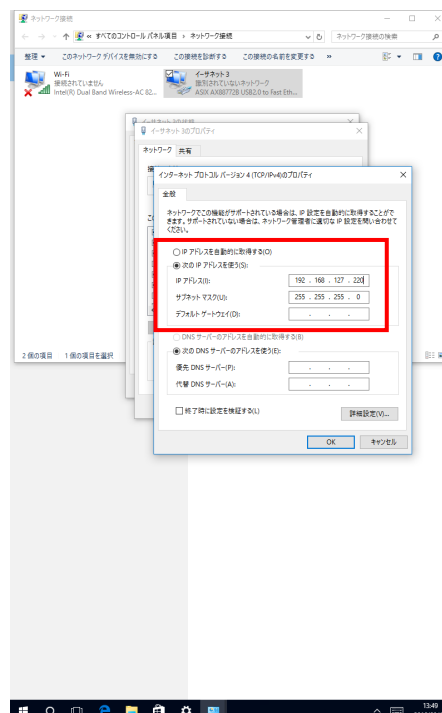 ネットワーク接続
« すべてのコントロール パネル項目 › ネットワーク接続
ネットワーク接続の検索
整理 ▾ このネットワーク デバイスを無効にする この接続を診断する この接続の名前を変更する »
Wi-Fi
接続されていません
Intel(R) Dual Band Wireless-AC 82...
イーサネット 3
識別されていないネットワーク
ASIX AX88772B USB2.0 to Fast Eth...
イーサネット 3のプロパティ
ネットワーク 共有
インターネット プロトコル バージョン 4 (TCP/IPv4)のプロパティ
全般
ネットワークでこの機能がサポートされている場合は、IP 設定を自動的に取得することがで
きます。サポートされていない場合は、ネットワーク管理者に適切な IP 設定を問い合わせて
ください。
IP アドレスを自動的に取得する(O)
次の IP アドレスを使う(S):
IP アドレス(I): 192 . 168 . 127 . 220
サブネット マスク(U): 255 . 255 . 255 . 0
デフォルト ゲートウェイ(D): . . .
DNS サーバーのアドレスを自動的に取得する(B)
次の DNS サーバーのアドレスを使う(E):
優先 DNS サーバー(P): . . .
代替 DNS サーバー(A): . . .
終了時に設定を検証する(L)
詳細設定(V)...
OK キャンセル
2 個の項目 1 個の項目を選択
13:49